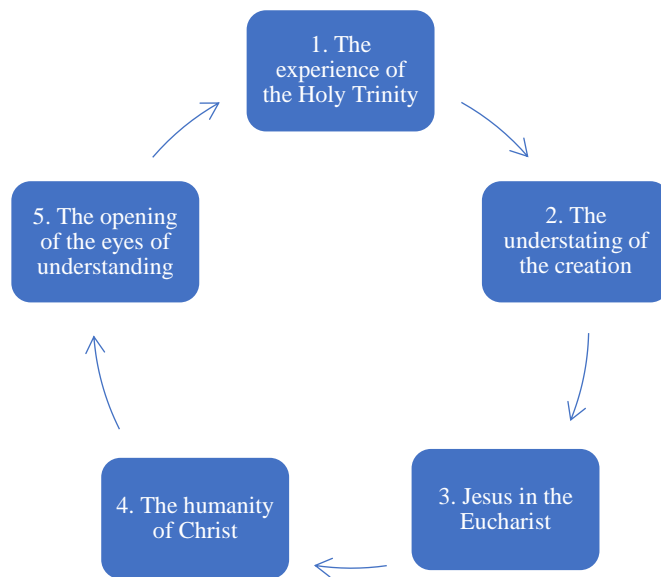 1. The
experience of
the Holy Trinity
2. The
understating of
the creation
3. Jesus in the
Eucharist
4. The humanity
of Christ
5. The opening
of the eyes of
understanding